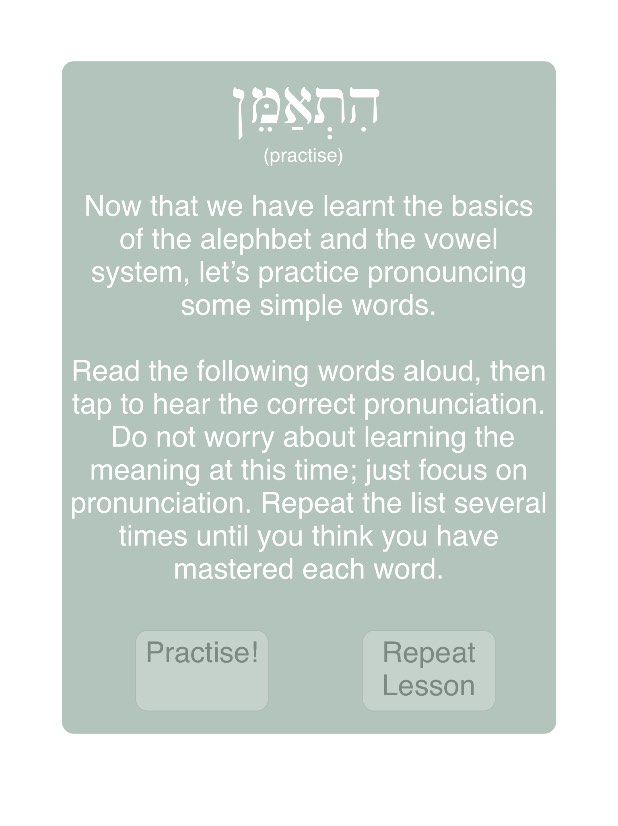 הִתְאַמֵּן
(practise)
Now that we have learnt the basics
of the alephbet and the vowel
system, let’s practice pronouncing
some simple words.
Read the following words aloud, then
tap to hear the correct pronunciation.
Do not worry about learning the
meaning at this time; just focus on
pronunciation. Repeat the list several
times until you think you have
mastered each word.
Practise!
Repeat
Lesson